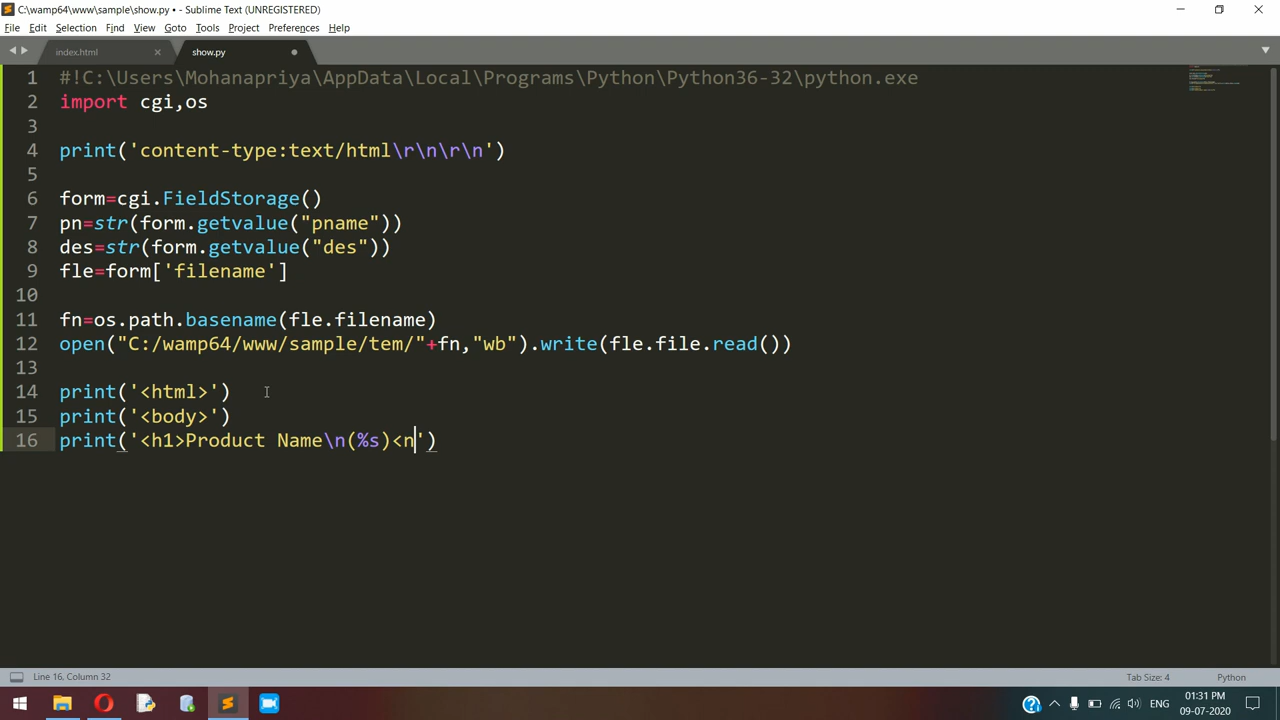 C:\wamp64\www\sample\show.py • - Sublime Text (UNREGISTERED)
File Edit Selection Find View Goto Tools Project Preferences Help
index.html show.py
1 #!C:\Users\Mohanapriya\AppData\Local\Programs\Python\Python36-32\python.exe
2 import cgi,os
3
4 print('content-type:text/html\r\n\r\n')
5
6 form=cgi.FieldStorage()
7 pn=str(form.getvalue("pname"))
8 des=str(form.getvalue("des"))
9 fle=form['filename']
10
11 fn=os.path.basename(fle.filename)
12 open("C:/wamp64/www/sample/tem/"+fn,"wb").write(fle.file.read())
13
14 print('<html>')
15 print('<body>')
16 print('<h1>Product Name\n(%s)<n')
Line 16, Column 32 Tab Size: 4 Python
01:31 PM
ENG
09-07-2020